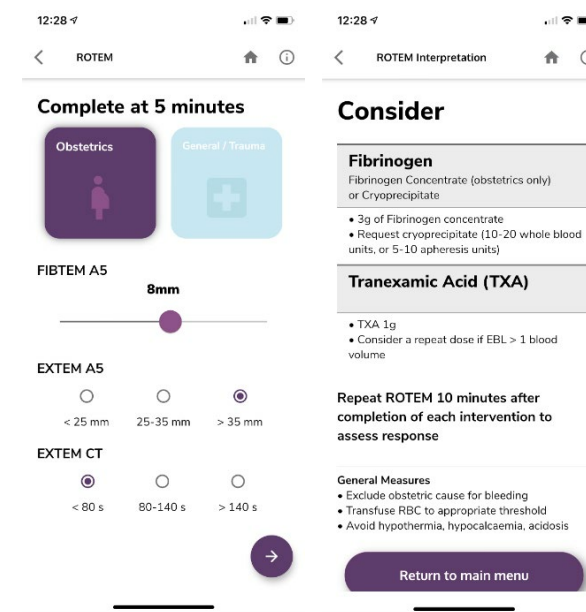 12:28
ROTEM
Complete at 5 minutes
Obstetrics
General / Trauma
FIBTEM A5
8mm
EXTEM A5
< 25 mm
25-35 mm
> 35 mm
EXTEM CT
< 80 s
80-140 s
> 140 s
12:28
ROTEM Interpretation
Consider
Fibrinogen
Fibrinogen Concentrate (obstetrics only)
or Cryoprecipitate
• 3g of Fibrinogen concentrate
• Request cryoprecipitate (10-20 whole blood
units, or 5-10 apheresis units)
Tranexamic Acid (TXA)
• TXA 1g
• Consider a repeat dose if EBL > 1 blood
volume
Repeat ROTEM 10 minutes after
completion of each intervention to
assess response
General Measures
• Exclude obstetric cause for bleeding
• Transfuse RBC to appropriate threshold
• Avoid hypothermia, hypocalcaemia, acidosis
Return to main menu